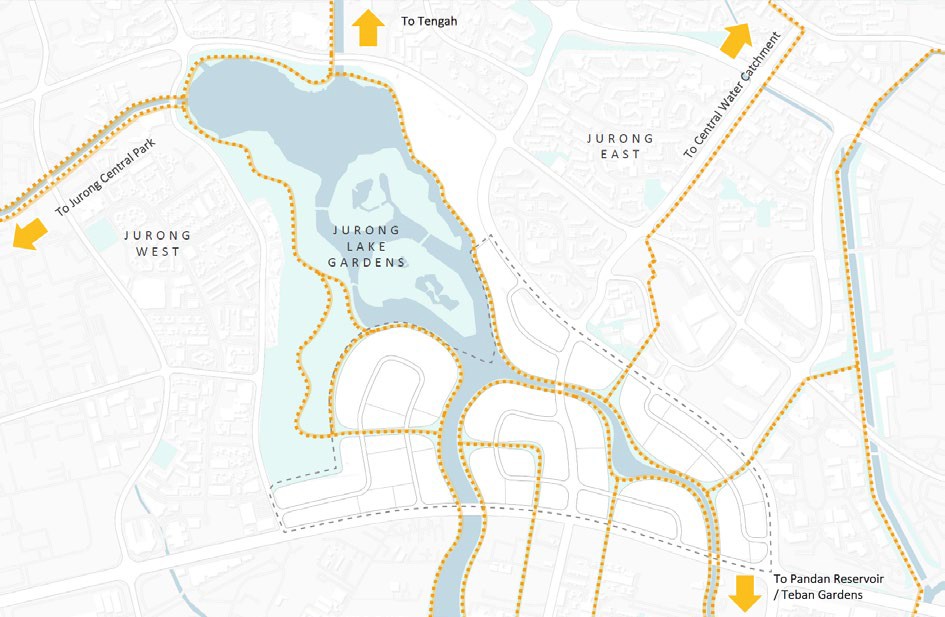 To Tengah
To Central Water Catchment
JURONG
EAST
To Jurong Central Park
JURONG
WEST
JURONG
LAKE
GARDENS
To Pandan Reservoir
/ Teban Gardens